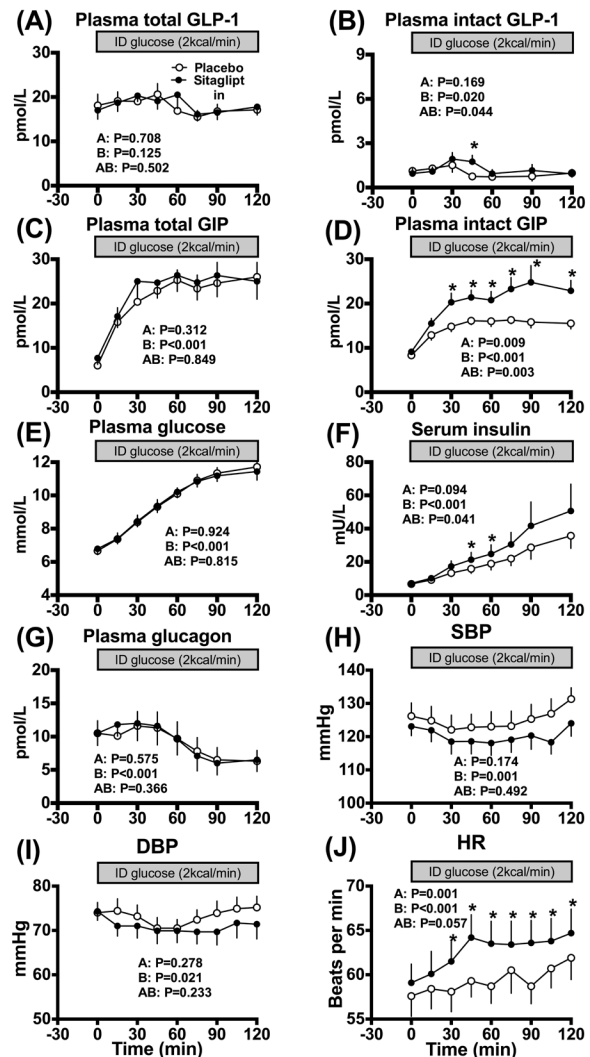 (A) Plasma total GLP-1
ID glucose (2kcal/min)
pmol/L
30
20
10
0
Placebo
Sitaglipt
in
A: P=0.708
B: P=0.125
AB: P=0.502
-30 0 30 60 90 120
(B) Plasma intact GLP-1
ID glucose (2kcal/min)
pmol/L
9
6
3
0
A: P=0.169
B: P=0.020
AB: P=0.044
*
-30 0 30 60 90 120
(C) Plasma total GIP
ID glucose (2kcal/min)
pmol/L
30
20
10
0
A: P=0.312
B: P<0.001
AB: P=0.849
-30 0 30 60 90 120
(D) Plasma intact GIP
ID glucose (2kcal/min)
pmol/L
30
20
10
0
* * * * * *
A: P=0.009
B: P<0.001
AB: P=0.003
-30 0 30 60 90 120
(E) Plasma glucose
ID glucose (2kcal/min)
mmol/L
12
10
8
6
4
A: P=0.924
B: P<0.001
AB: P=0.815
-30 0 30 60 90 120
(F) Serum insulin
ID glucose (2kcal/min)
mU/L
80
60
40
20
0
A: P=0.094
B: P<0.001
AB: P=0.041
* *
-30 0 30 60 90 120
(G) Plasma glucagon
ID glucose (2kcal/min)
pmol/L
20
15
10
5
0
A: P=0.575
B: P<0.001
AB: P=0.366
-30 0 30 60 90 120
(H) SBP
ID glucose (2kcal/min)
mmHg
140
130
120
110
100
A: P=0.174
B: P=0.001
AB: P=0.492
-30 0 30 60 90 120
(I) DBP
ID glucose (2kcal/min)
mmHg
80
70
60
50
A: P=0.278
B: P=0.021
AB: P=0.233
-30 0 30 60 90 120
Time (min)
(J) HR
ID glucose (2kcal/min)
Beats per min
75
70
65
60
55
A: P=0.001
B: P<0.001
AB: P=0.057
* * * * * * *
-30 0 30 60 90 120
Time (min)